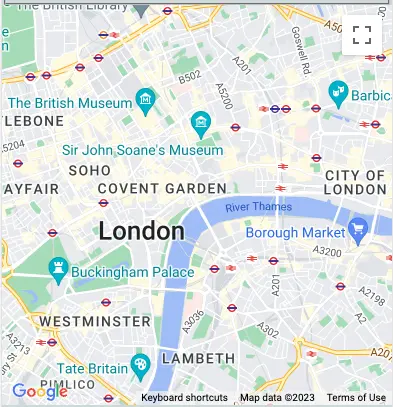 The British Library
Goswell Rd
B502
A201
A5200
The British Museum
Barbica
LEBONE
A5204
Sir John Soane's Museum
SOHO
AYFAIR
COVENT GARDEN
CITY OF
LONDON
River Thames
London
Borough Market
A3200
Buckingham Palace
A201
A2198
WESTMINSTER
A3036
A302
A3213
LAMBETH
A202
Tate Britain
PIMLICO
Google
Keyboard shortcuts
Map data ©2023
Terms of Use